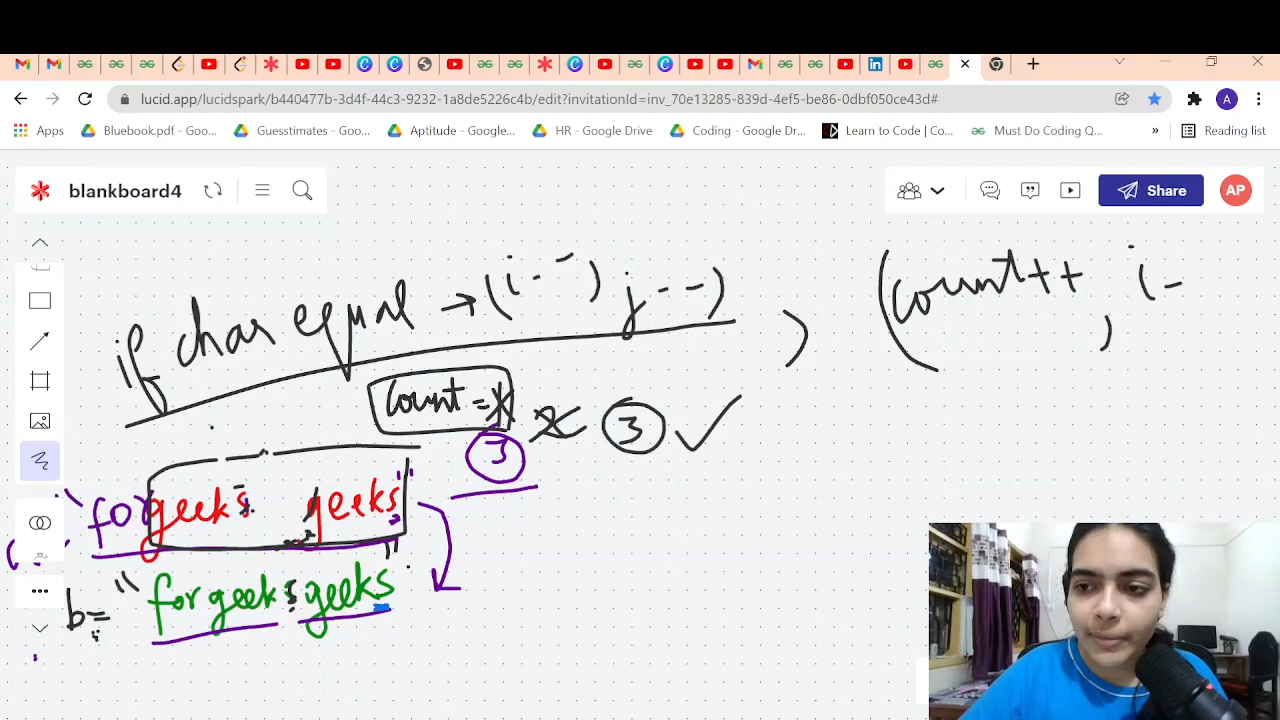 lucid.app/lucidspark/b440477b-3d4f-44c3-9232-1a8de5226c4b/edit?invitationId=inv_70e13285-839d-4ef5-be86-0dbf050ce43d#
A
Apps
Bluebook.pdf - Goo...
Guesstimates - Goo...
Aptitude - Google...
HR - Google Drive
Coding - Google Dr...
Learn to Code | Co...
Must Do Coding Q...
»
Reading list
blankboard4
Share
AP
if char equal → (i--) j--) , (count++, i-
count =
3
3
"forgeeks geeks"
b= "forgeeks geeks"